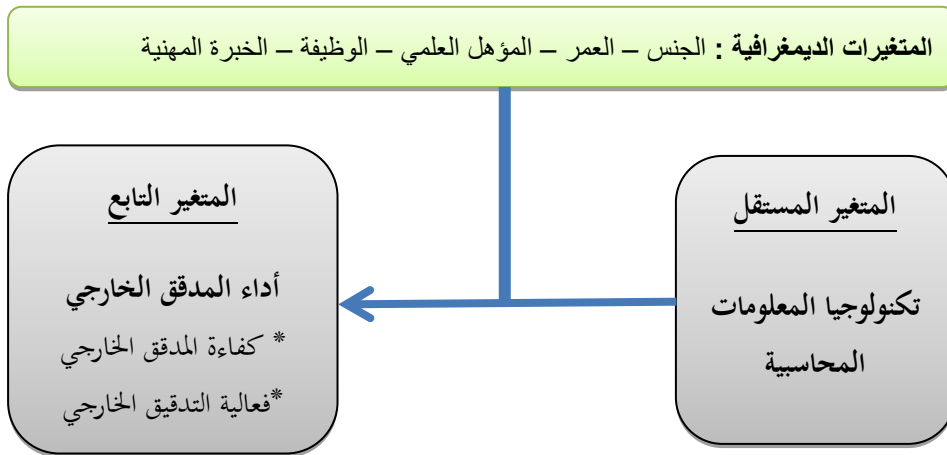 المتغيرات الديمغرافية : الجنس – العمر – المؤهل العلمي – الوظيفة – الخبرة المهنية
المتغير المستقل
تكنولوجيا المعلومات
المحاسبية
المتغير التابع
أداء المدقق الخارجي
* كفاءة المدقق الخارجي
*فعالية التدقيق الخارجي